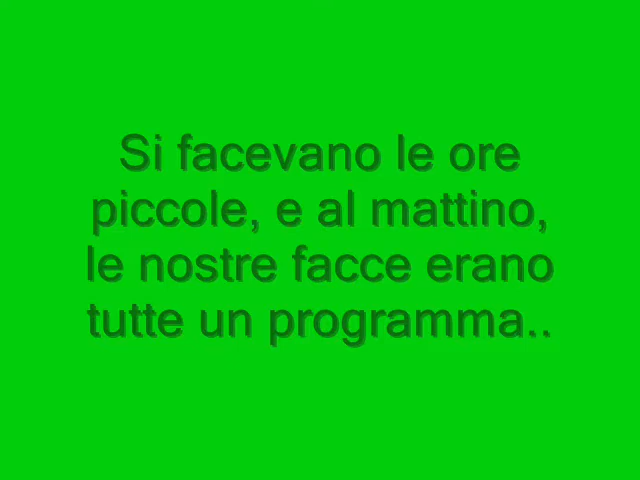 Si facevano le ore
piccole, e al mattino,
le nostre facce erano
tutte un programma..